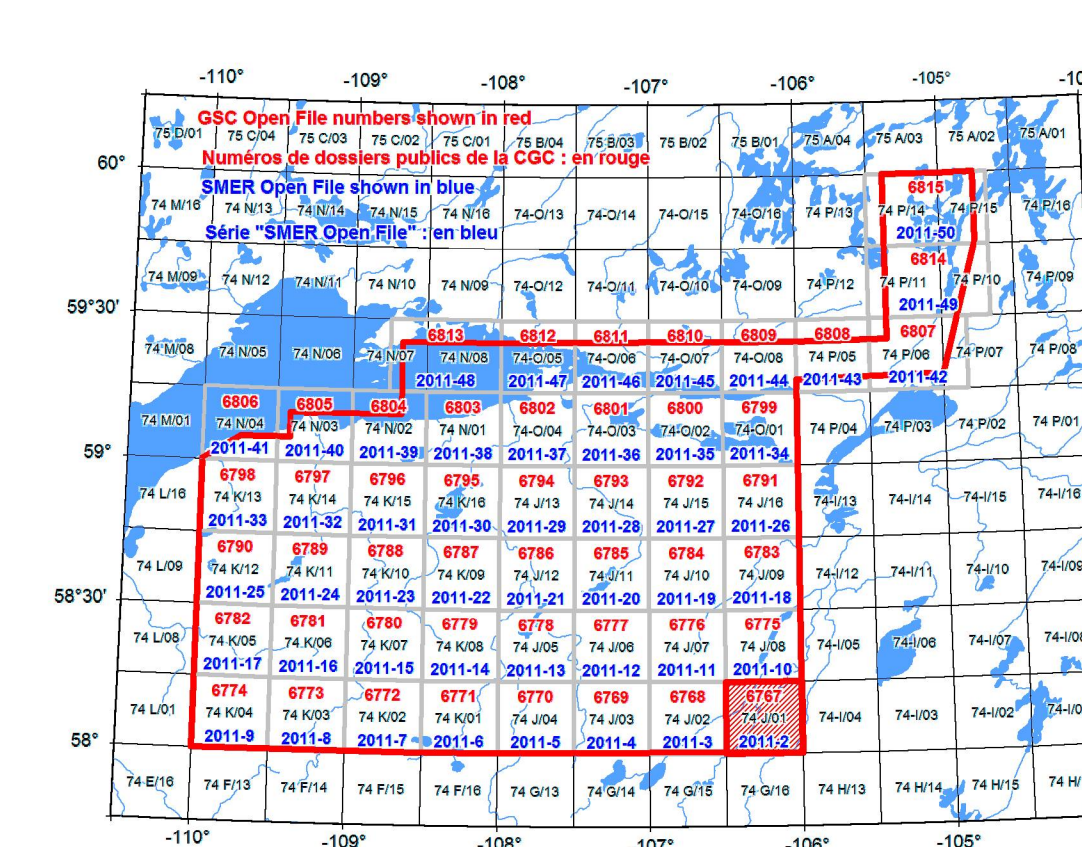 -110° -109° -108° -107° -106° -105° -10
GSC Open File numbers shown in red
75 D/01 75 C/04 75 C/03 75 C/02 75 C/01 75 B/04 75 B/03 75 B/02 75 B/01 75 A/04 75 A/03 75 A/02 75 A/01
Numéros de dossiers publics de la CGC : en rouge
60°
SMER Open File shown in blue
6815
74 M/16 74 N/13 74 N/14 74 N/15 74 N/16 74-O/13 74-O/14 74-O/15 74-O/16 74 P/13 74 P/14 74 P/15 74 P/16
Série "SMER Open File" : en bleu
2011-50
6814
74 M/09 74 N/12 74 N/11 74 N/10 74 N/09 74-O/12 74-O/11 74-O/10 74-O/09 74 P/12 74 P/11 74 P/10 74 P/09
59°30'
2011-49
6813 6812 6811 6810 6809 6808 6807
74 M/08 74 N/05 74 N/06 74 N/07 74 N/08 74-O/05 74-O/06 74-O/07 74-O/08 74 P/05 74 P/06 74 P/07 74 P/08
2011-48 2011-47 2011-46 2011-45 2011-44 2011-43 2011-42
6806 6805 6804 6803 6802 6801 6800 6799
74 M/01 74 N/04 74 N/03 74 N/02 74 N/01 74-O/04 74-O/03 74-O/02 74-O/01 74 P/04 74 P/03 74 P/02 74 P/01
59°
2011-41 2011-40 2011-39 2011-38 2011-37 2011-36 2011-35 2011-34
6798 6797 6796 6795 6794 6793 6792 6791
74 L/16 74 K/13 74 K/14 74 K/15 74 K/16 74 J/13 74 J/14 74 J/15 74 J/16 74-I/13 74-I/14 74-I/15 74-I/16
2011-33 2011-32 2011-31 2011-30 2011-29 2011-28 2011-27 2011-26
6790 6789 6788 6787 6786 6785 6784 6783
74 L/09 74 K/12 74 K/11 74 K/10 74 K/09 74 J/12 74 J/11 74 J/10 74 J/09 74-I/12 74-I/11 74-I/10 74-I/09
58°30'
2011-25 2011-24 2011-23 2011-22 2011-21 2011-20 2011-19 2011-18
6782 6781 6780 6779 6778 6777 6776 6775
74 L/08 74 K/05 74 K/06 74 K/07 74 K/08 74 J/05 74 J/06 74 J/07 74 J/08 74-I/05 74-I/06 74-I/07 74-I/08
2011-17 2011-16 2011-15 2011-14 2011-13 2011-12 2011-11 2011-10
6774 6773 6772 6771 6770 6769 6768 6767
74 L/01 74 K/04 74 K/03 74 K/02 74 K/01 74 J/04 74 J/03 74 J/02 74 J/01 74-I/04 74-I/03 74-I/02 74-I/0
58°
2011-9 2011-8 2011-7 2011-6 2011-5 2011-4 2011-3 2011-2
74 E/16 74 F/13 74 F/14 74 F/15 74 F/16 74 G/13 74 G/14 74 G/15 74 G/16 74 H/13 74 H/14 74 H/15 74 H/
-110° -109° -108° -107° -106° -105°